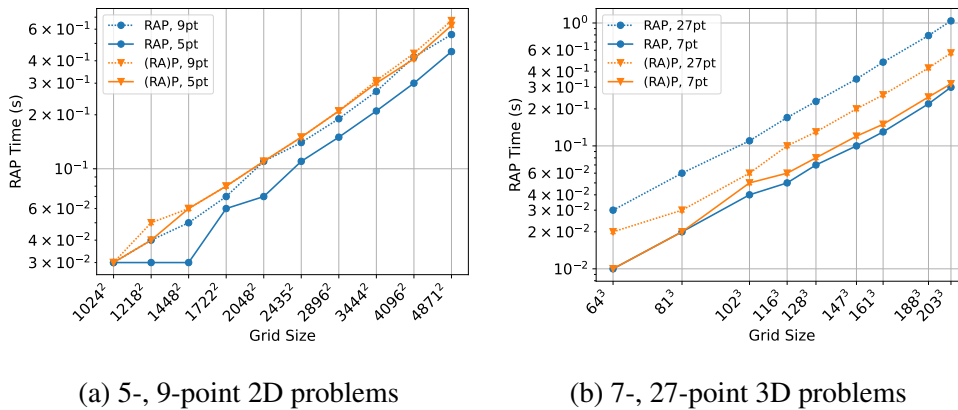 RAP, 9pt
RAP, 5pt
(RA)P, 9pt
(RA)P, 5pt
6 × 10⁻¹
4 × 10⁻¹
3 × 10⁻¹
2 × 10⁻¹
10⁻¹
6 × 10⁻²
4 × 10⁻²
3 × 10⁻²
RAP Time (s)
1024²
1218²
1448²
1722²
2048²
2435²
2896²
3444²
4096²
4871²
Grid Size
(a) 5-, 9-point 2D problems
RAP, 27pt
RAP, 7pt
(RA)P, 27pt
(RA)P, 7pt
10⁰
6 × 10⁻¹
4 × 10⁻¹
3 × 10⁻¹
2 × 10⁻¹
10⁻¹
6 × 10⁻²
4 × 10⁻²
3 × 10⁻²
2 × 10⁻²
10⁻²
RAP Time (s)
64³
81³
102³
116³
128³
147³
161³
188³
203³
Grid Size
(b) 7-, 27-point 3D problems